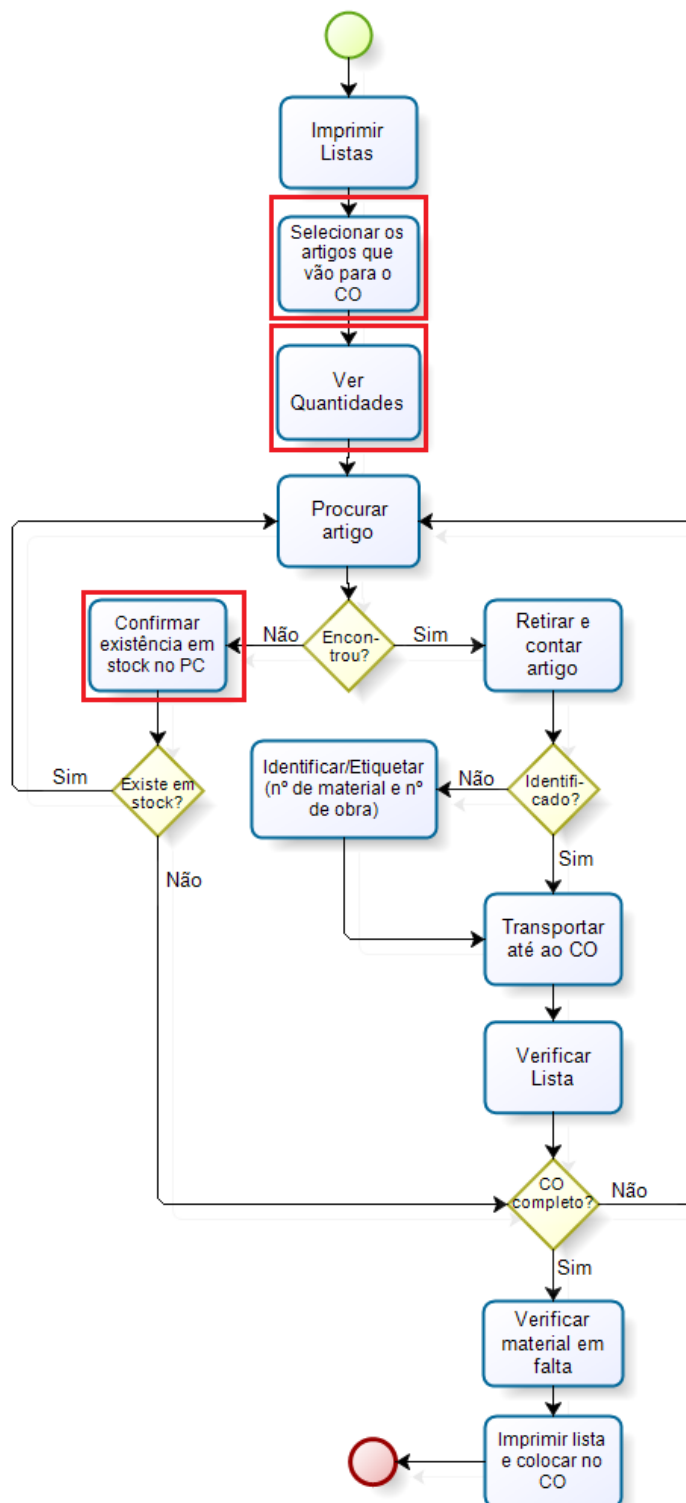 Imprimir
Listas
Selecionar os
artigos que
vão para o
CO
Ver
Quantidades
Procurar
artigo
Confirmar
existência em
stock no PC
Não
Encon-
trou?
Sim
Retirar e
contar
artigo
Sim
Existe em
stock?
Não
Identificar/Etiquetar
(nº de material e nº
de obra)
Não
Identifi-
cado?
Sim
Transportar
até ao CO
Verificar
Lista
CO
completo?
Não
Sim
Verificar
material em
falta
Imprimir lista
e colocar no
CO